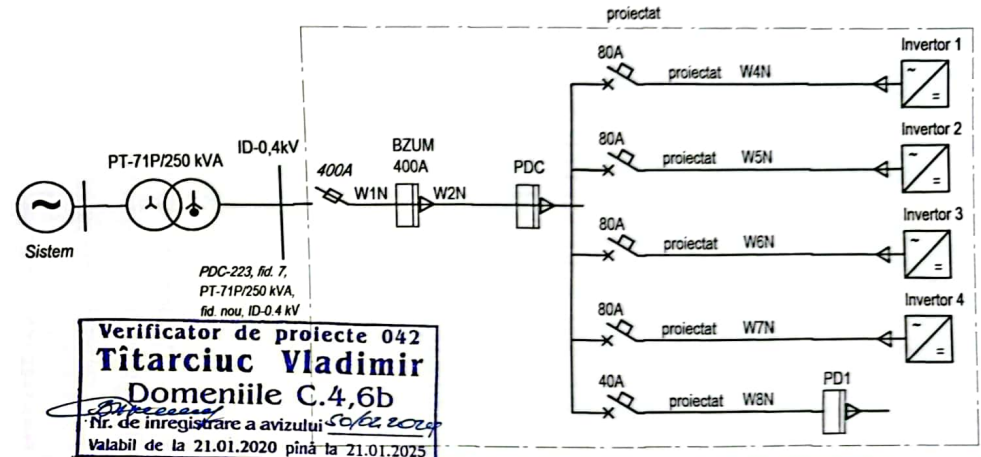 proiectat
PT-71P/250 kVA
ID-0,4kV
Sistem
PDC-223, fid. 7,
PT-71P/250 kVA,
fid. nou, ID-0.4 kV
400A
W1N
BZUM
400A
W2N
PDC
80A
proiectat W4N
Invertor 1
~
=
80A
proiectat W5N
Invertor 2
~
=
80A
proiectat W6N
Invertor 3
~
=
80A
proiectat W7N
Invertor 4
~
=
40A
proiectat W8N
PD1
Verificator de proiecte 042
Tîtarciuc Vladimir
Domeniile C.4,6b
Nr. de inregistrare a avizului
Valabil de la 21.01.2020 pînă la 21.01.2025